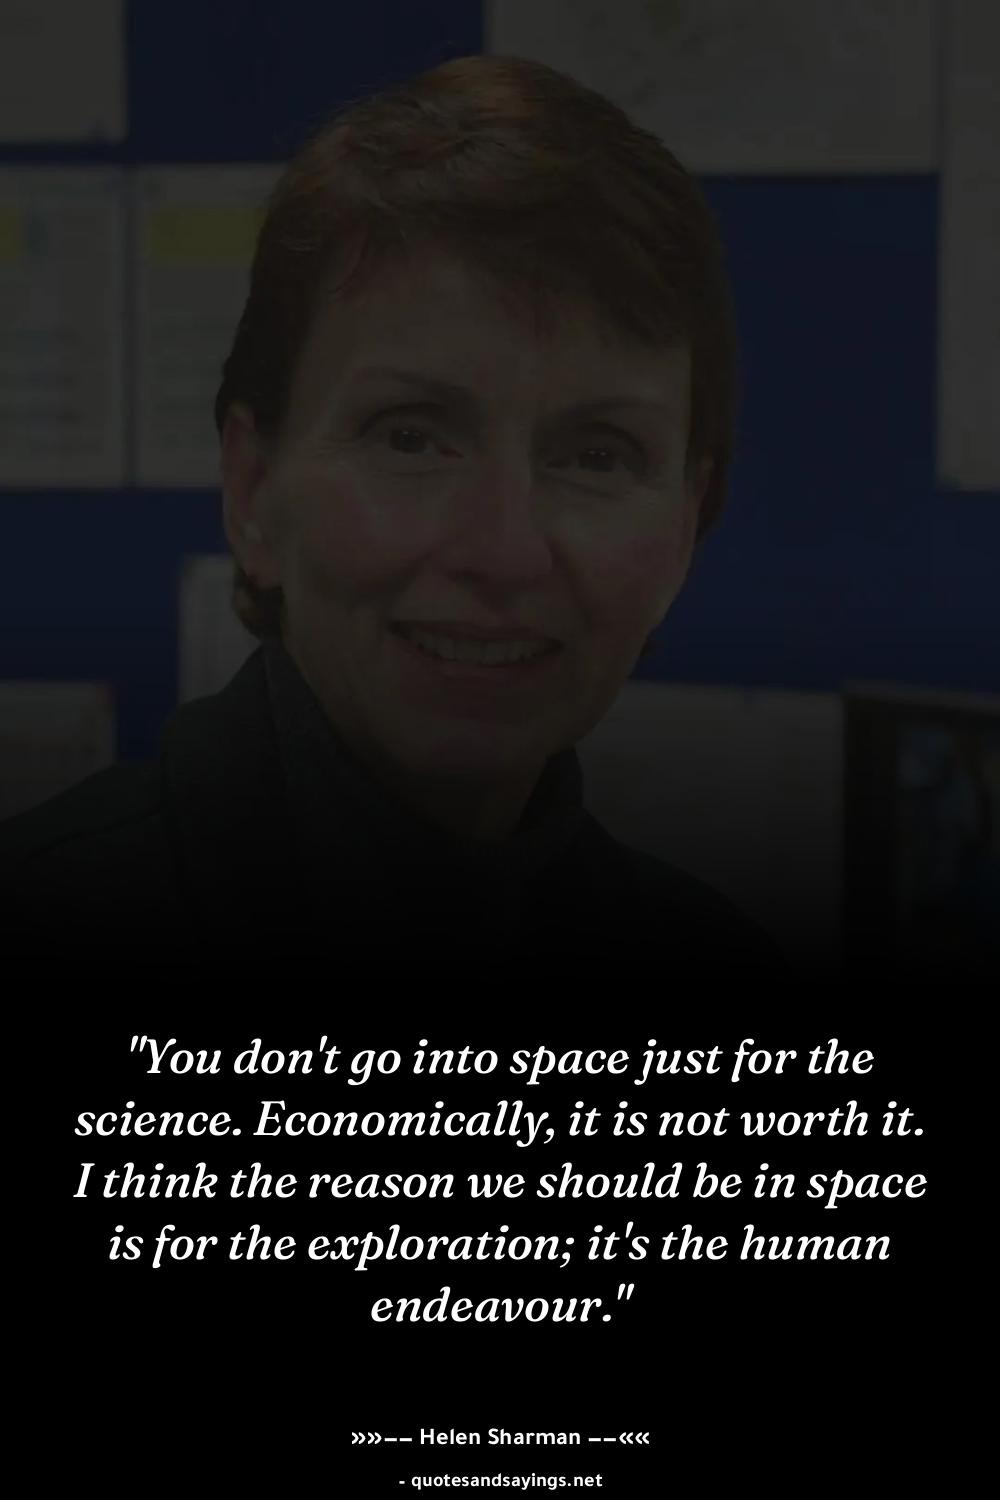 "You don't go into space just for the
science. Economically, it is not worth it.
I think the reason we should be in space
is for the exploration; it's the human
endeavour."
»»–– Helen Sharman ––««
- quotesandsayings.net